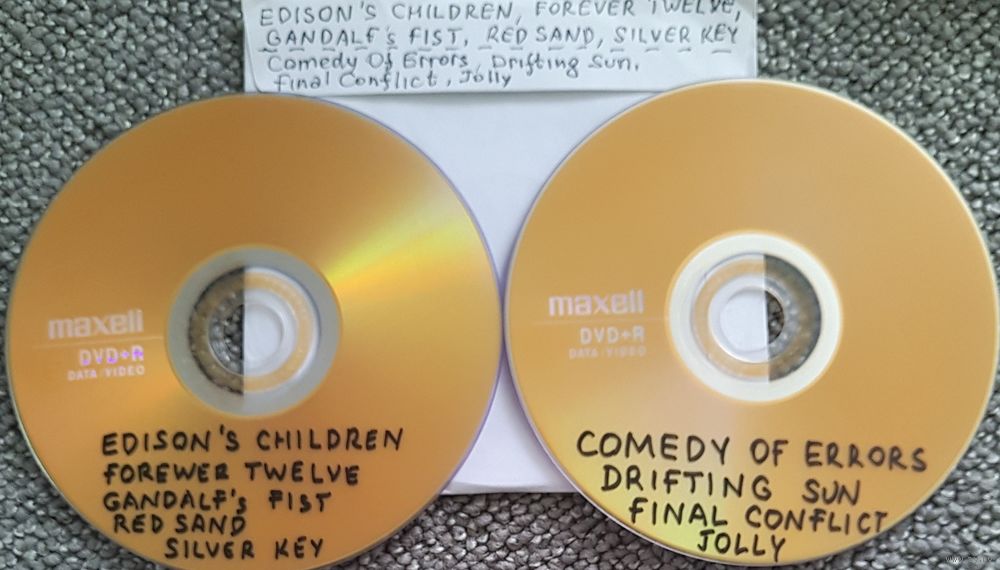 EDISON'S CHILDREN, FOREVER TWELVE,
GANDALF's FIST, RED SAND, SILVER KEY
Comedy Of Errors, Drifting Sun,
final Conflict, Jolly
maxell
DVD+R
DATA/VIDEO
EDISON'S CHILDREN
FOREWER TWELVE
GANDALF's FIST
RED SAND
SILVER KEY
maxell
DVD+R
DATA/VIDEO
COMEDY OF ERRORS
DRIFTING SUN
FINAL CONFLICT
JOLLY